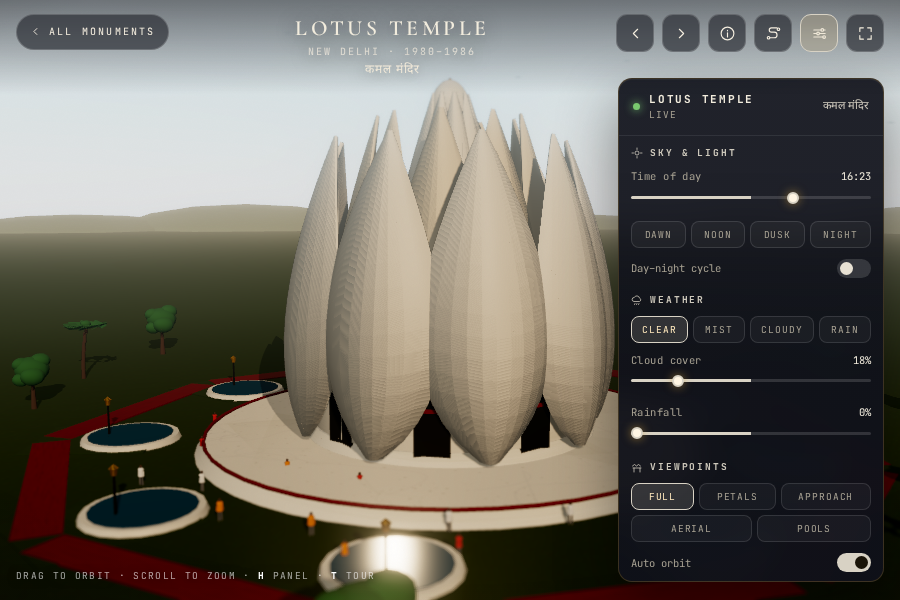 ALL MONUMENTS
LOTUS TEMPLE
NEW DELHI · 1980–1986
कमल मंदिर
LOTUS TEMPLE
LIVE
कमल मंदिर
SKY & LIGHT
Time of day 16:23
DAWN NOON DUSK NIGHT
Day–night cycle
WEATHER
CLEAR MIST CLOUDY RAIN
Cloud cover 18%
Rainfall 0%
VIEWPOINTS
FULL PETALS APPROACH
AERIAL POOLS
Auto orbit
DRAG TO ORBIT · SCROLL TO ZOOM · H PANEL · T TOUR